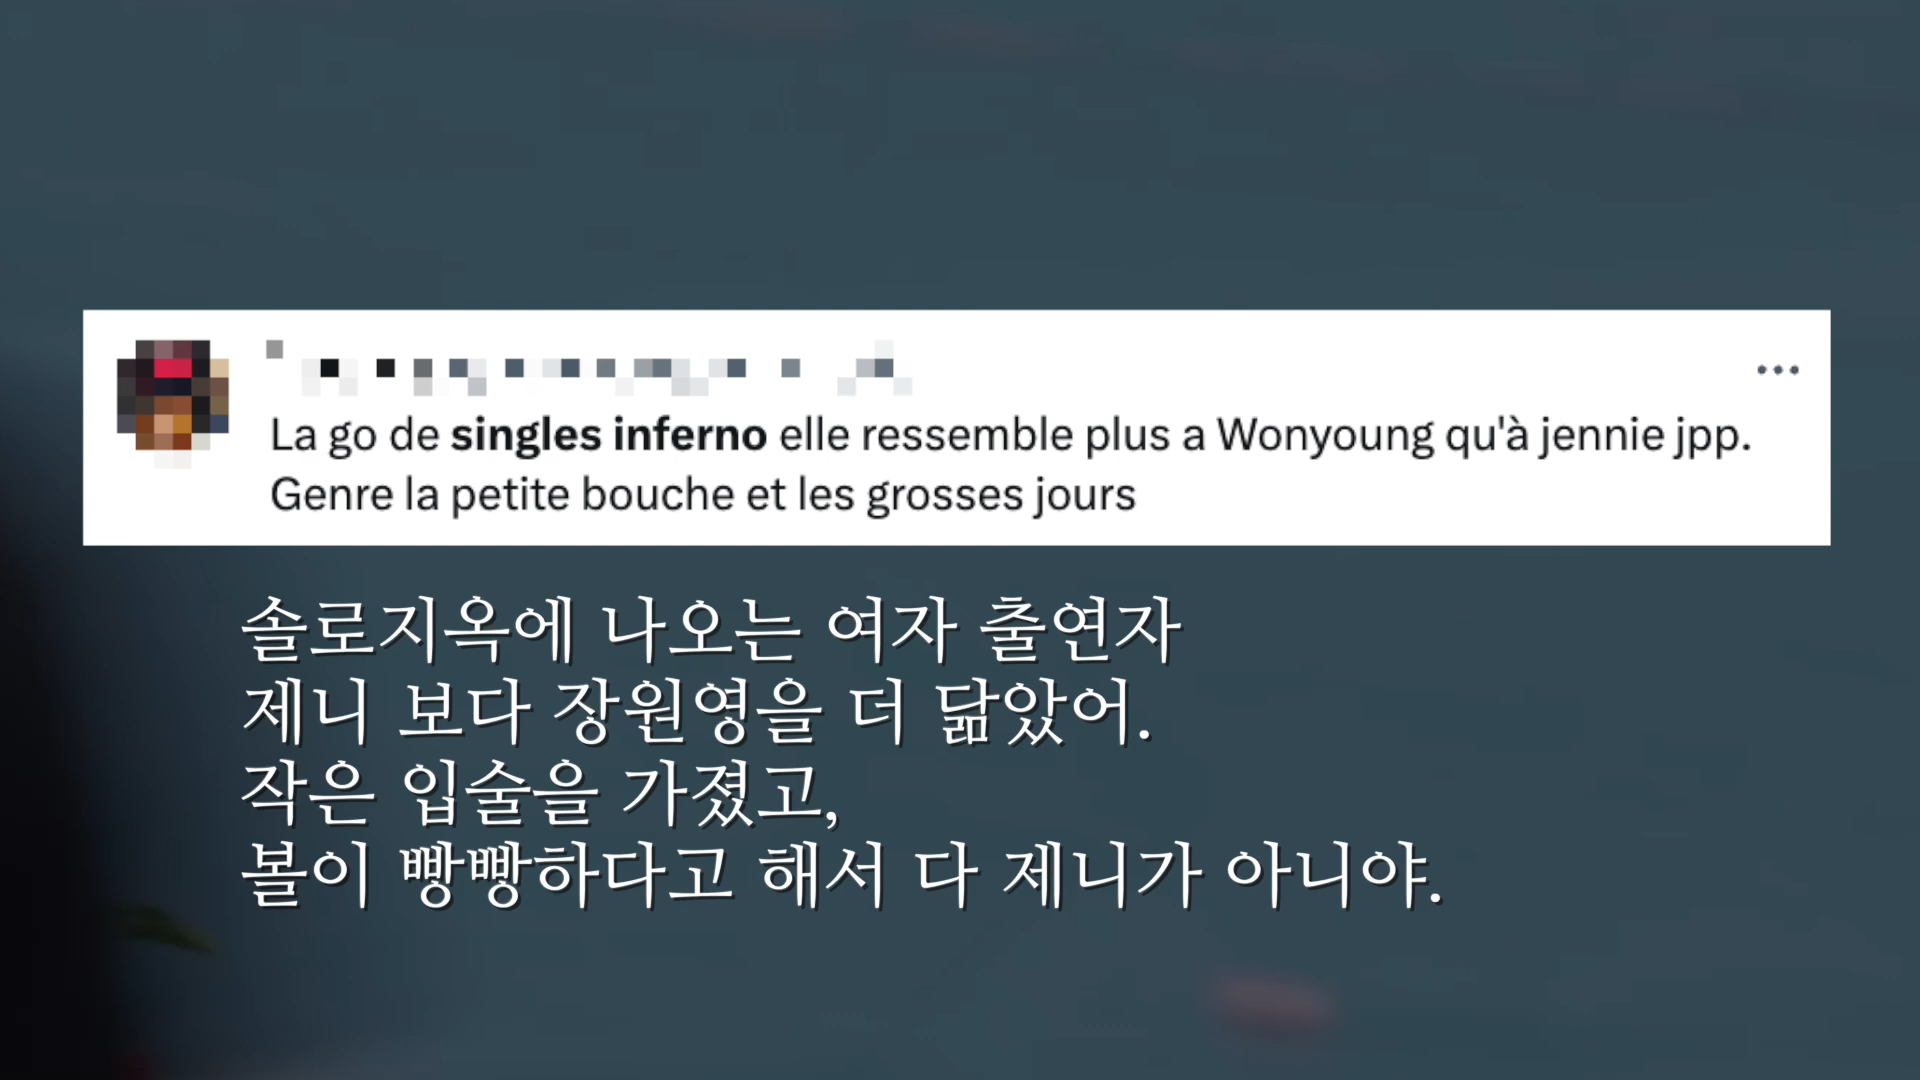 La go de singles inferno elle ressemble plus a Wonyoung qu'à jennie jpp.
Genre la petite bouche et les grosses jours
솔로지옥에 나오는 여자 출연자
제니 보다 장원영을 더 닮았어.
작은 입술을 가졌고,
볼이 빵빵하다고 해서 다 제니가 아니야.